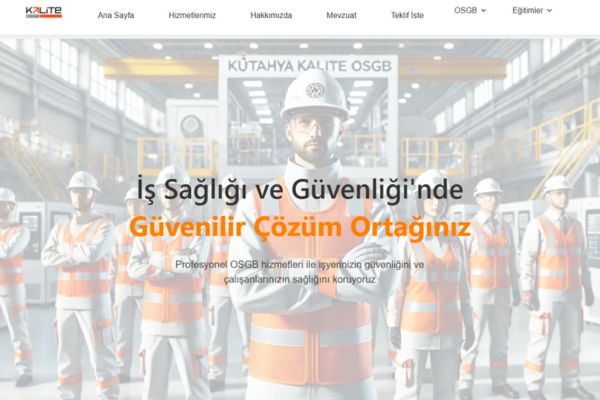 KALiTE
Ana Sayfa
Hizmetlerimiz
Hakkımızda
Mevzuat
Teklif İste
OSGB
Eğitimler
KÜTAHYA KALITE OSGB
İş Sağlığı ve Güvenliği'nde
Güvenilir Çözüm Ortağınız
Profesyonel OSGB hizmetleri ile işyerinizin güvenliğini ve
çalışanlarınızın sağlığını koruyoruz